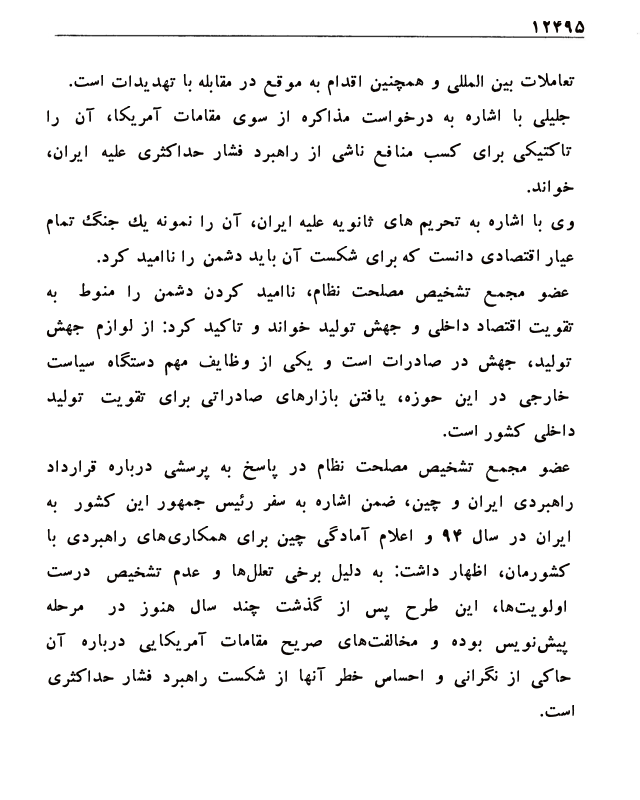 ۱۲۴۹۵
تعاملات بین المللی و همچنین اقدام به موقع در مقابله با تهدیدات است.
جلیلی با اشاره به درخواست مذاکره از سوی مقامات آمریکا، آن را
تاکتیکی برای کسب منافع ناشی از راهبرد فشار حداکثری علیه ایران،
خواند.
وی با اشاره به تحریم های ثانویه علیه ایران، آن را نمونه یك جنگ تمام
عیار اقتصادی دانست که برای شکست آن باید دشمن را ناامید کرد.
عضو مجمع تشخیص مصلحت نظام، ناامید کردن دشمن را منوط به
تقویت اقتصاد داخلی و جهش تولید خواند و تاکید کرد: از لوازم جهش
تولید، جهش در صادرات است و یکی از وظایف مهم دستگاه سیاست
خارجی در این حوزه، یافتن بازارهای صادراتی برای تقویت تولید
داخلی کشور است.
عضو مجمع تشخیص مصلحت نظام در پاسخ به پرسشی درباره قرارداد
راهبردی ایران و چین، ضمن اشاره به سفر رئیس جمهور این کشور به
ایران در سال ۹۴ و اعلام آمادگی چین برای همکاری‌های راهبردی با
کشورمان، اظهار داشت: به دلیل برخی تعلل‌ها و عدم تشخیص درست
اولویت‌ها، این طرح پس از گذشت چند سال هنوز در مرحله
پیش‌نویس بوده و مخالفت‌های صریح مقامات آمریکایی درباره آن
حاکی از نگرانی و احساس خطر آنها از شکست راهبرد فشار حداکثری
است.